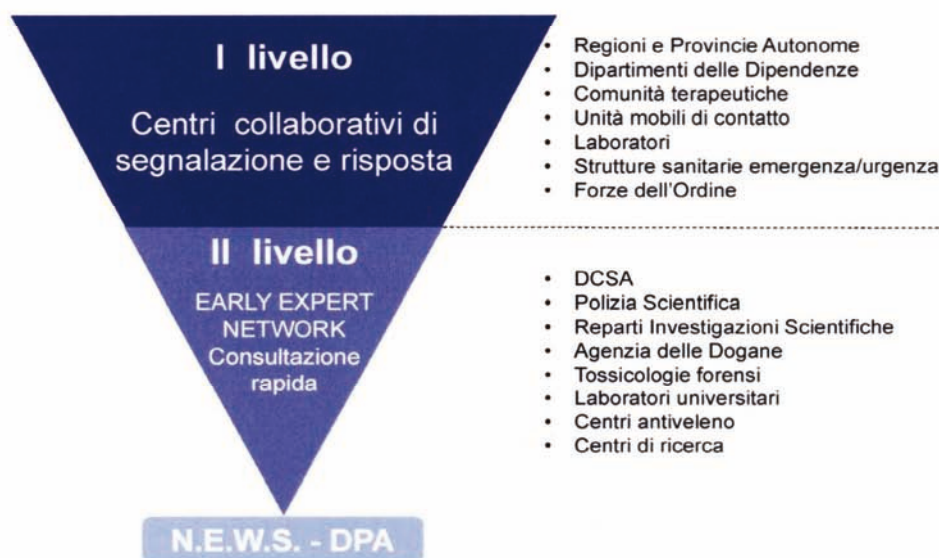 I livello
Centri collaborativi di
segnalazione e risposta
• Regioni e Provincie Autonome
• Dipartimenti delle Dipendenze
• Comunità terapeutiche
• Unità mobili di contatto
• Laboratori
• Strutture sanitarie emergenza/urgenza
• Forze dell'Ordine
II livello
EARLY EXPERT
NETWORK
Consultazione
rapida
• DCSA
• Polizia Scientifica
• Reparti Investigazioni Scientifiche
• Agenzia delle Dogane
• Tossicologie forensi
• Laboratori universitari
• Centri antiveleno
• Centri di ricerca
N.E.W.S. - DPA